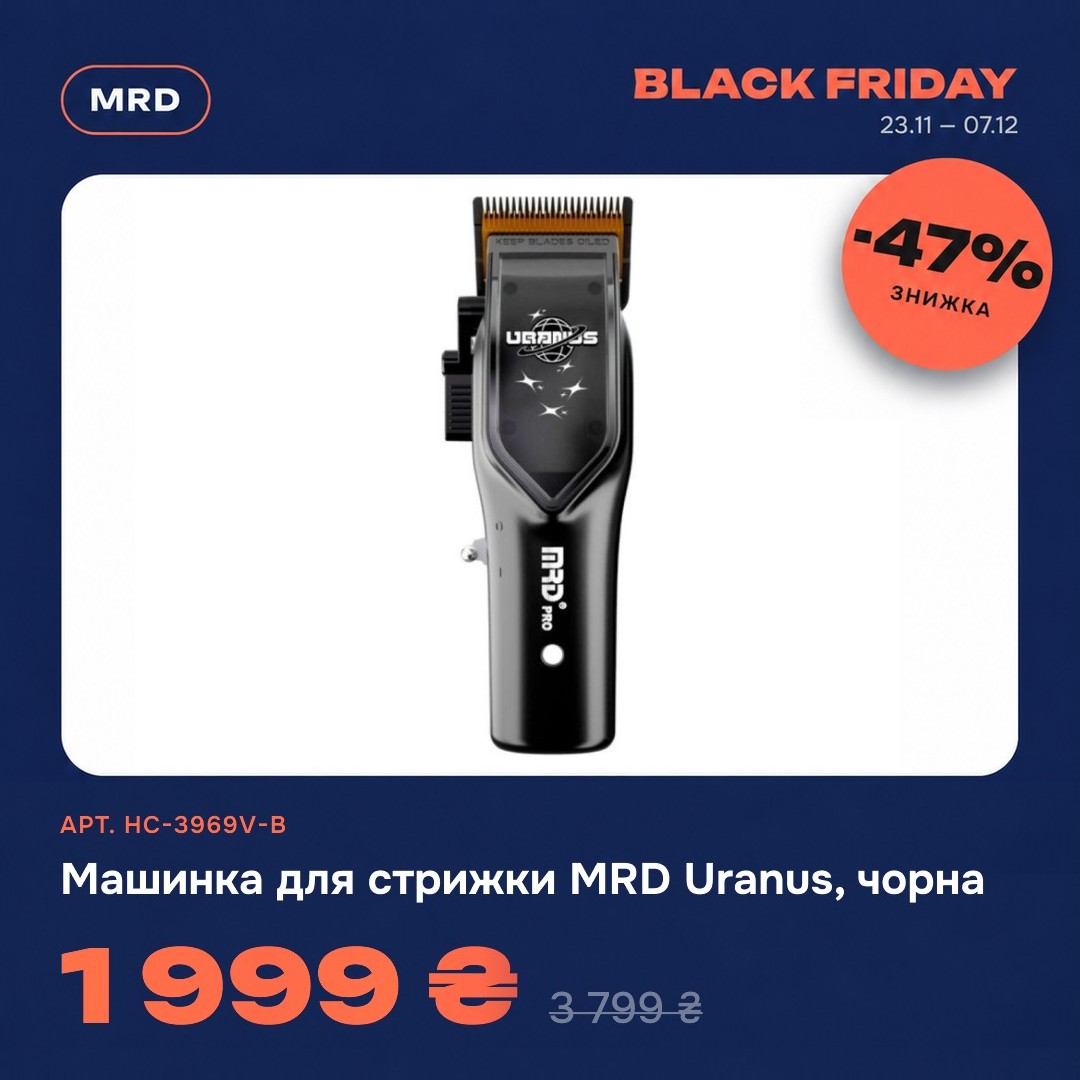 MRD
BLACK FRIDAY
23.11 – 07.12
-47%
ЗНИЖКА
KEEP BLADES OILED
URANUS
0
I
MRD® PRO
АРТ. HC-3969V-B
Машинка для стрижки MRD Uranus, чорна
1 999 ₴ 3 799 ₴